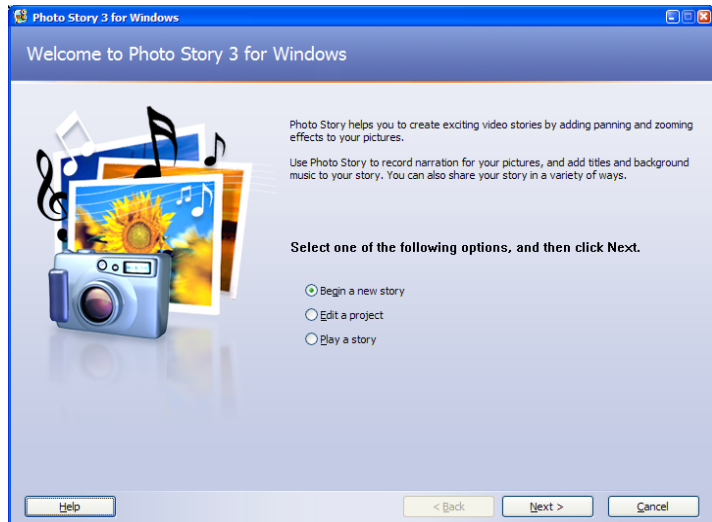 Photo Story 3 for Windows
Welcome to Photo Story 3 for Windows
Photo Story helps you to create exciting video stories by adding panning and zooming
effects to your pictures.
Use Photo Story to record narration for your pictures, and add titles and background
music to your story. You can also share your story in a variety of ways.
Select one of the following options, and then click Next.
Begin a new story
Edit a project
Play a story
Help
< Back
Next >
Cancel